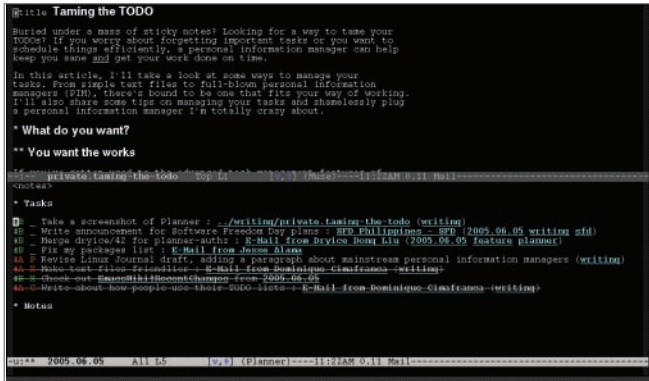 #title Taming the TODO
Buried under a mass of sticky notes? Looking for a way to tame your
TODOs? If you worry about forgetting important tasks or you want to
schedule things efficiently, a personal information manager can help
keep you sane and get your work done on time.
In this article, I'll take a look at some ways to manage your
tasks. From simple text files to full-blown personal information
managers (PIM), there's bound to be one that fits your way of working.
I'll also share some tips on managing your tasks and shamelessly plug
a personal information manager I'm totally crazy about.
* What do you want?
** You want the works
private.taming-the-todo Top L1 (Muse)----11:22AM 0.11 Mail
<notes>
* Tasks
#B _ Take a screenshot of Planner : ../writing/private.taming-the-todo (writing)
#B _ Write announcement for Software Freedom Day plans : SFD Philippines - SFD (2005.06.05 writing sfd)
#B _ Merge dryice/42 for planner-authz : E-Mail from Dryice Dong Liu (2005.06.05 feature planner)
#B _ Fix my packages list : E-Mail from Jesse Alama
#A P Revise Linux Journal draft, adding a paragraph about mainstream personal information managers (writing)
#A X Make text files friendlier : E-Mail from Dominique Cimafranca (writing)
#B X Check out EmacsWiki:RecentChanges from 2005.06.05
#A C Write about how people use their TODO lists : E-Mail from Dominique Cimafranca (writing)
* Notes
-u:** 2005.06.05 All L5 (Planner)----11:22AM 0.11 Mail